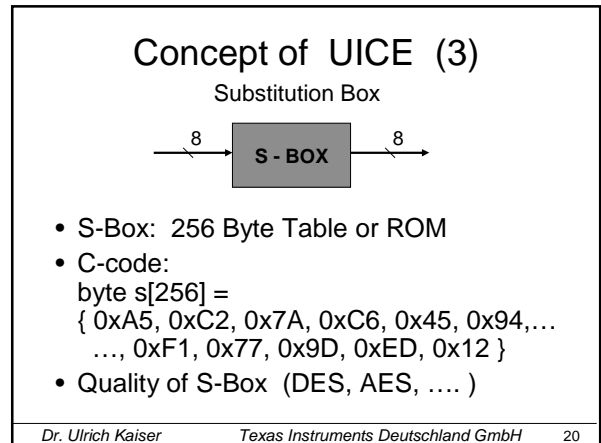 Concept of UICE (3)
Substitution Box
8 S - BOX 8
• S-Box: 256 Byte Table or ROM
• C-code:
byte s[256] =
{ 0xA5, 0xC2, 0x7A, 0xC6, 0x45, 0x94,…
…, 0xF1, 0x77, 0x9D, 0xED, 0x12 }
• Quality of S-Box (DES, AES, …. )
Dr. Ulrich Kaiser Texas Instruments Deutschland GmbH 20